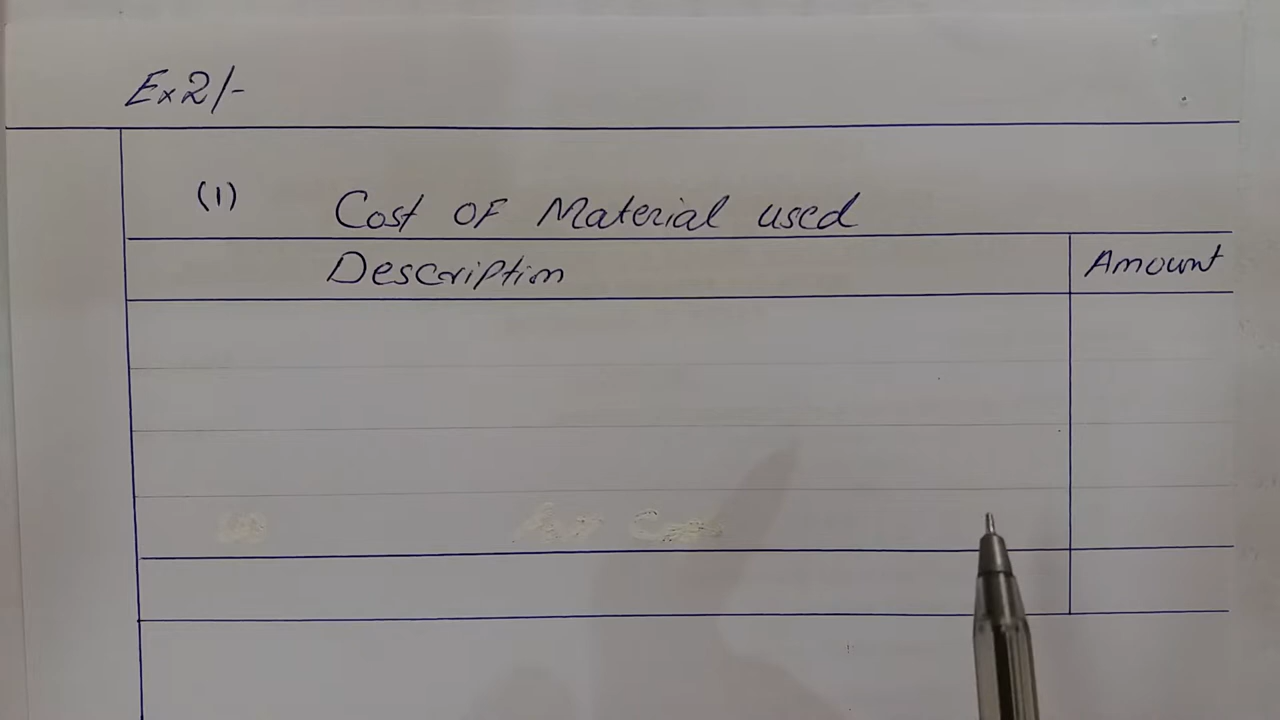 Ex2/-
(1) Cost OF Material used
Description Amount